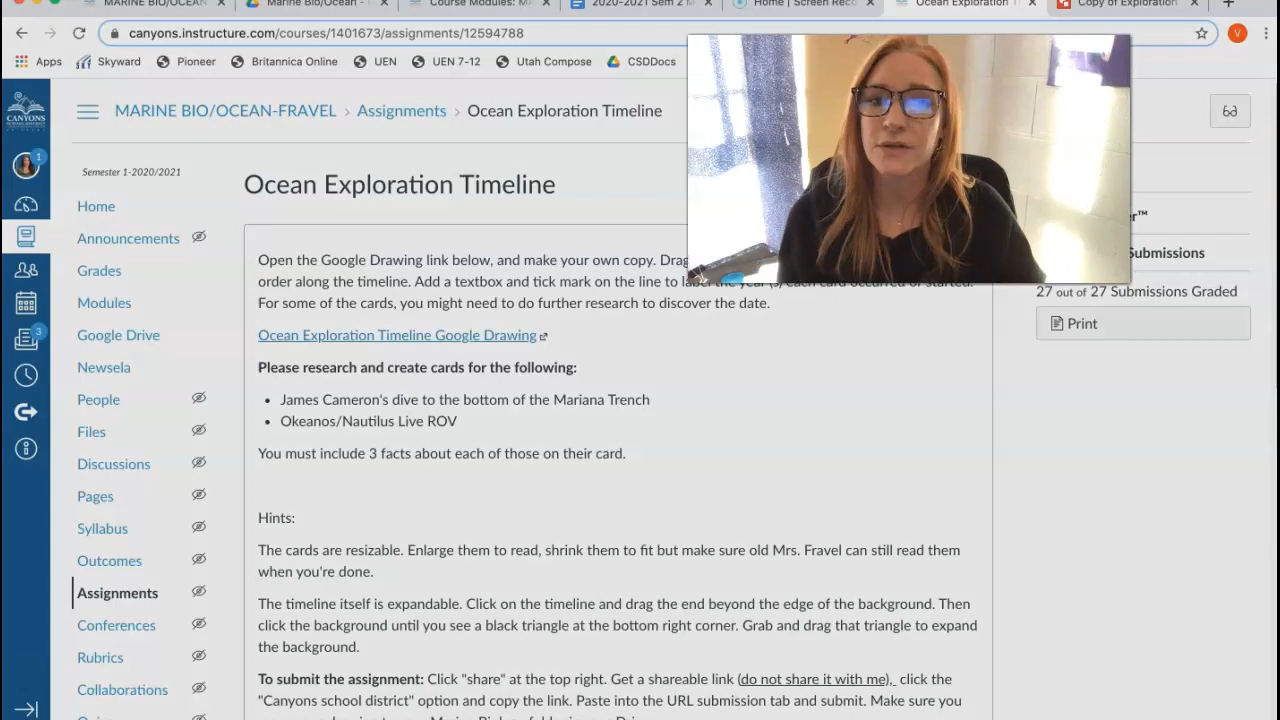 MARINE BIO/OCEAN
Marine Bio/Ocean -
Course Modules: M
2020-2021 Sem 2 M
Home | Screen Reco
Ocean Exploration T
Copy of Exploration
canyons.instructure.com/courses/1401673/assignments/12594788
V
Apps Skyward Pioneer Britannica Online UEN UEN 7-12 Utah Compose CSDDocs
CANYONS
MARINE BIO/OCEAN-FRAVEL > Assignments > Ocean Exploration Timeline
1
3
Semester 1-2020/2021
Home
Announcements
Grades
Modules
Google Drive
Newsela
People
Files
Discussions
Pages
Syllabus
Outcomes
Assignments
Conferences
Rubrics
Collaborations
Ocean Exploration Timeline
Open the Google Drawing link below, and make your own copy. Drag
order along the timeline. Add a textbox and tick mark on the line to label the year (s) each card occurred or started.
For some of the cards, you might need to do further research to discover the date.
Ocean Exploration Timeline Google Drawing
Please research and create cards for the following:
• James Cameron's dive to the bottom of the Mariana Trench
• Okeanos/Nautilus Live ROV
You must include 3 facts about each of those on their card.
Hints:
The cards are resizable. Enlarge them to read, shrink them to fit but make sure old Mrs. Fravel can still read them
when you're done.
The timeline itself is expandable. Click on the timeline and drag the end beyond the edge of the background. Then
click the background until you see a black triangle at the bottom right corner. Grab and drag that triangle to expand
the background.
To submit the assignment: Click "share" at the top right. Get a shareable link (do not share it with me), click the
"Canyons school district" option and copy the link. Paste into the URL submission tab and submit. Make sure you
er™
Submissions
27 out of 27 Submissions Graded
Print